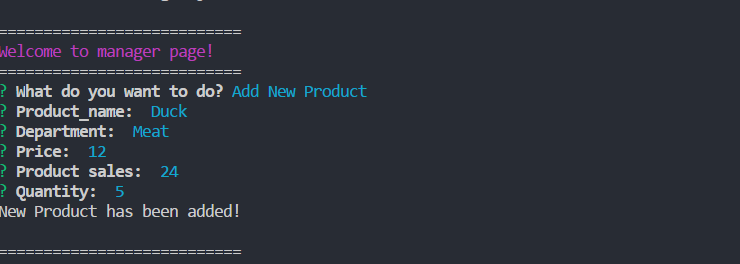 ===========================
Welcome to manager page!
===========================
? What do you want to do? Add New Product
? Product_name:  Duck
? Department:  Meat
? Price:  12
? Product sales:  24
? Quantity:  5
New Product has been added!
===========================